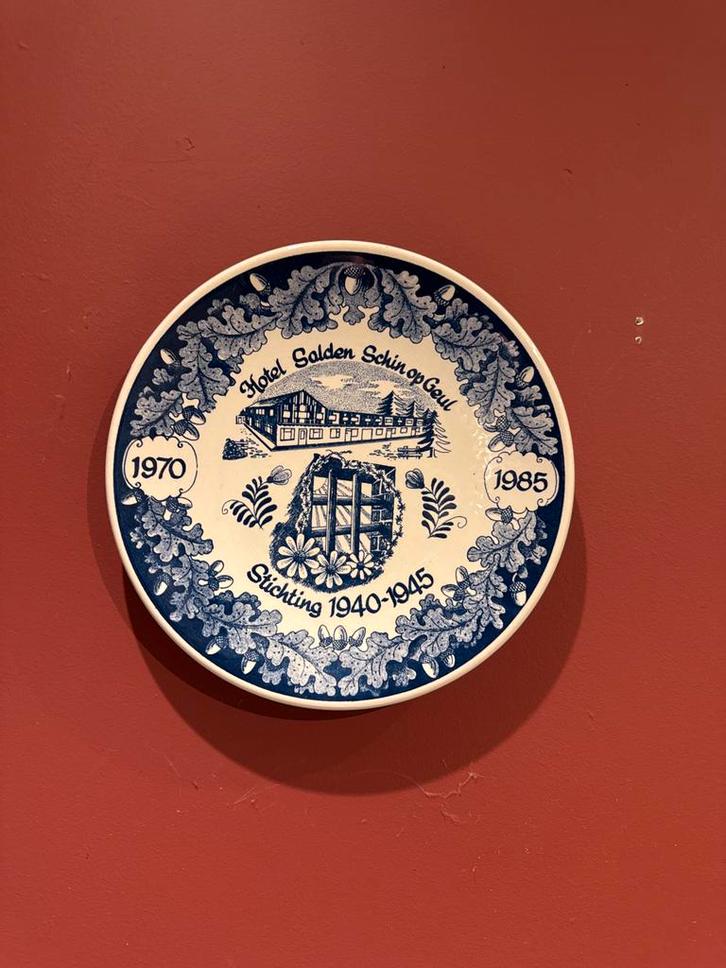 Hotel Salden Schin op Geul
1970
1985
Stichting 1940-1945